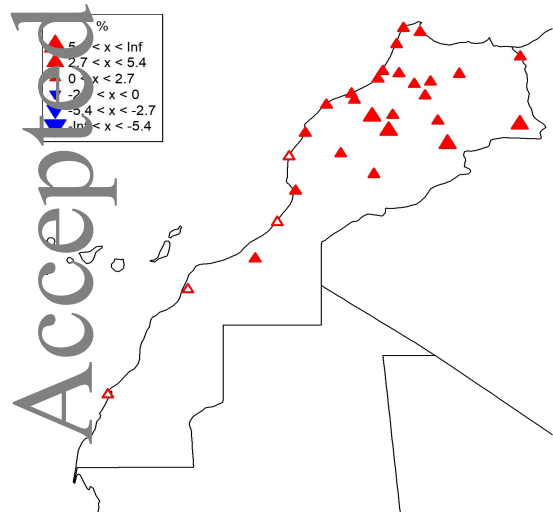 %
5.4 < x < Inf
2.7 < x < 5.4
0 < x < 2.7
-2.7 < x < 0
-5.4 < x < -2.7
-Inf < x < -5.4
Accepted